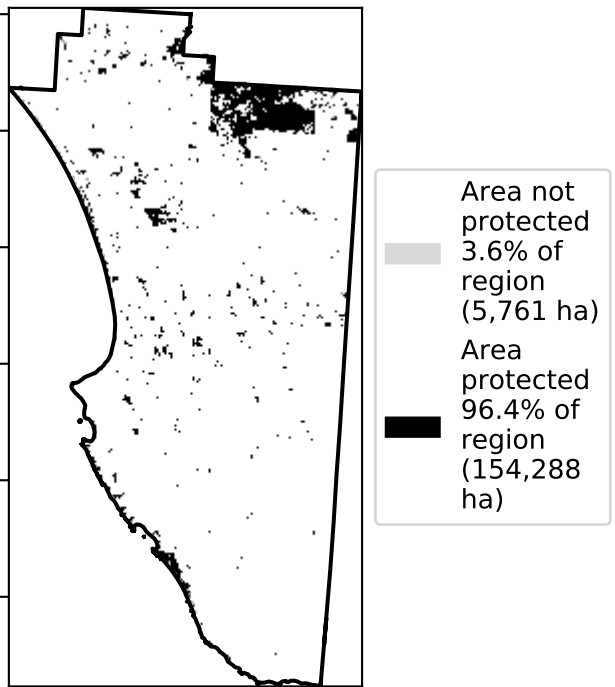 Area not
protected
3.6% of
region
(5,761 ha)
Area
protected
96.4% of
region
(154,288
ha)